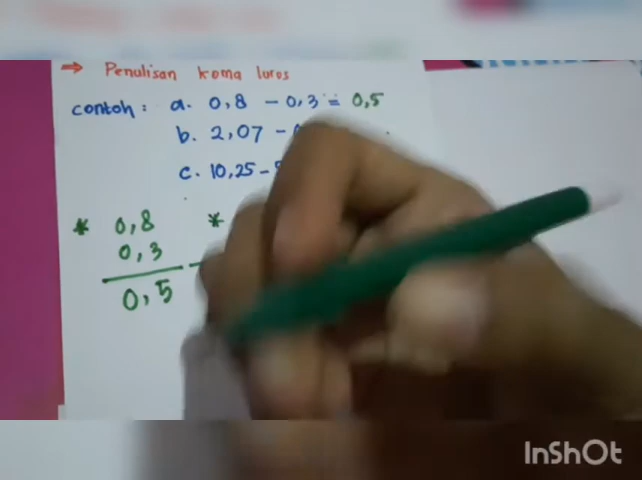 → Penulisan koma lurus
contoh : a. 0,8 - 0,3 = 0,5
b. 2,07 -
c. 10,25 -
* 0,8 *
0,3 -
0,5
InShOt